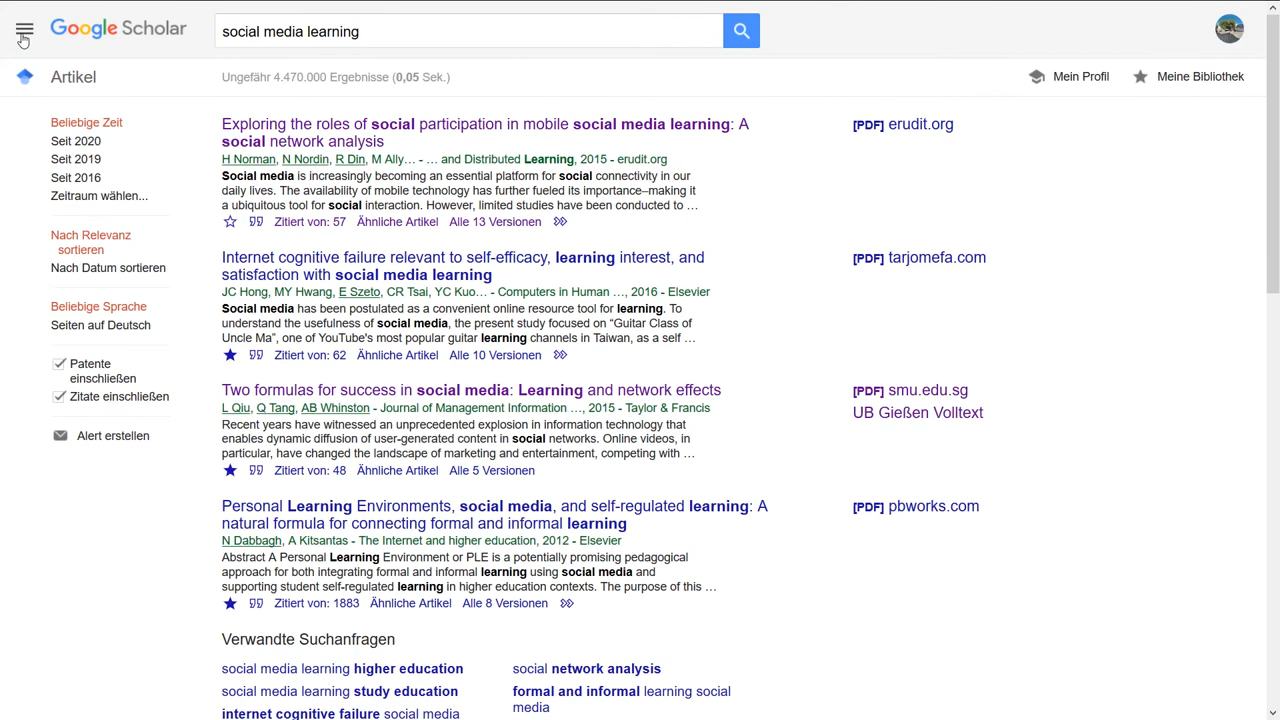 Google Scholar
social media learning
Artikel
Ungefähr 4.470.000 Ergebnisse (0,05 Sek.)
Mein Profil
Meine Bibliothek
Beliebige Zeit
Seit 2020
Seit 2019
Seit 2016
Zeitraum wählen...
Nach Relevanz
sortieren
Nach Datum sortieren
Beliebige Sprache
Seiten auf Deutsch
Patente
einschließen
Zitate einschließen
Alert erstellen
Exploring the roles of social participation in mobile social media learning: A
social network analysis
H Norman, N Nordin, R Din, M Ally… - … and Distributed Learning, 2015 - erudit.org
Social media is increasingly becoming an essential platform for social connectivity in our
daily lives. The availability of mobile technology has further fueled its importance–making it
a ubiquitous tool for social interaction. However, limited studies have been conducted to …
Zitiert von: 57 Ähnliche Artikel Alle 13 Versionen
[PDF] erudit.org
Internet cognitive failure relevant to self-efficacy, learning interest, and
satisfaction with social media learning
JC Hong, MY Hwang, E Szeto, CR Tsai, YC Kuo… - Computers in Human …, 2016 - Elsevier
Social media has been postulated as a convenient online resource tool for learning. To
understand the usefulness of social media, the present study focused on “Guitar Class of
Uncle Ma”, one of YouTube's most popular guitar learning channels in Taiwan, as a self …
Zitiert von: 62 Ähnliche Artikel Alle 10 Versionen
[PDF] tarjomefa.com
Two formulas for success in social media: Learning and network effects
L Qiu, Q Tang, AB Whinston - Journal of Management Information …, 2015 - Taylor & Francis
Recent years have witnessed an unprecedented explosion in information technology that
enables dynamic diffusion of user-generated content in social networks. Online videos, in
particular, have changed the landscape of marketing and entertainment, competing with …
Zitiert von: 48 Ähnliche Artikel Alle 5 Versionen
[PDF] smu.edu.sg
UB Gießen Volltext
Personal Learning Environments, social media, and self-regulated learning: A
natural formula for connecting formal and informal learning
N Dabbagh, A Kitsantas - The Internet and higher education, 2012 - Elsevier
Abstract A Personal Learning Environment or PLE is a potentially promising pedagogical
approach for both integrating formal and informal learning using social media and
supporting student self-regulated learning in higher education contexts. The purpose of this …
Zitiert von: 1883 Ähnliche Artikel Alle 8 Versionen
[PDF] pbworks.com
Verwandte Suchanfragen
social media learning higher education
social media learning study education
internet cognitive failure social media
social network analysis
formal and informal learning social
media